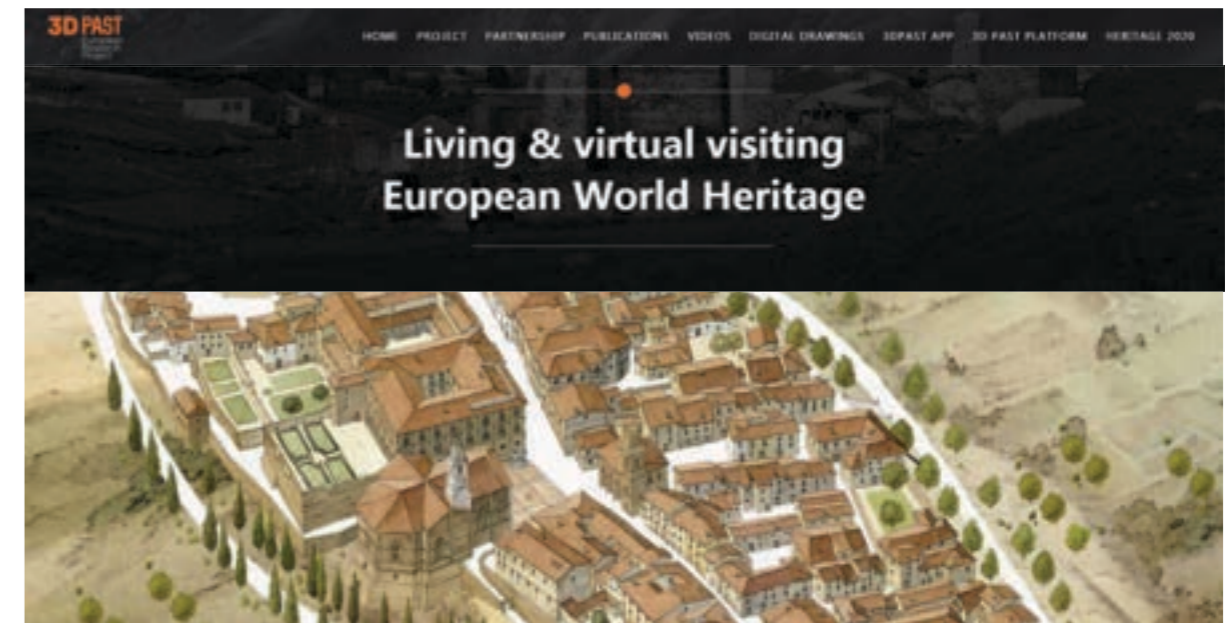 3D PAST
HOME PROJECT PARTNERSHIP PUBLICATIONS VIDEOS DIGITAL DRAWINGS 3DPAST APP 3D PAST PLATFORM HERITAGE 2020
Living & virtual visiting
European World Heritage